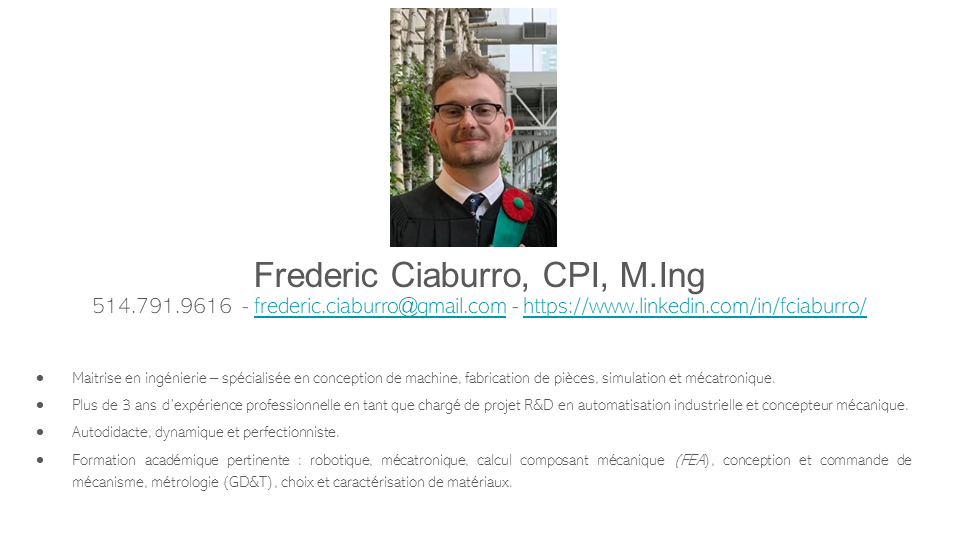 Frederic Ciaburro, CPI, M.Ing
514.791.9616 - frederic.ciaburro@gmail.com - https://www.linkedin.com/in/fciaburro/
• Maitrise en ingénierie – spécialisée en conception de machine, fabrication de pièces, simulation et mécatronique.
• Plus de 3 ans d'expérience professionnelle en tant que chargé de projet R&D en automatisation industrielle et concepteur mécanique.
• Autodidacte, dynamique et perfectionniste.
• Formation académique pertinente : robotique, mécatronique, calcul composant mécanique (FEA), conception et commande de
mécanisme, métrologie (GD&T), choix et caractérisation de matériaux.